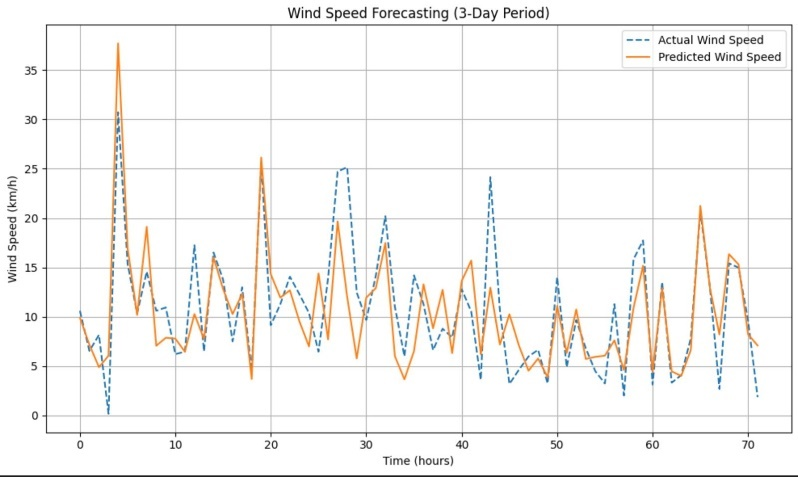 Wind Speed Forecasting (3-Day Period)
Actual Wind Speed
Predicted Wind Speed
Wind Speed (km/h)
35
30
25
20
15
10
5
0
0 10 20 30 40 50 60 70
Time (hours)